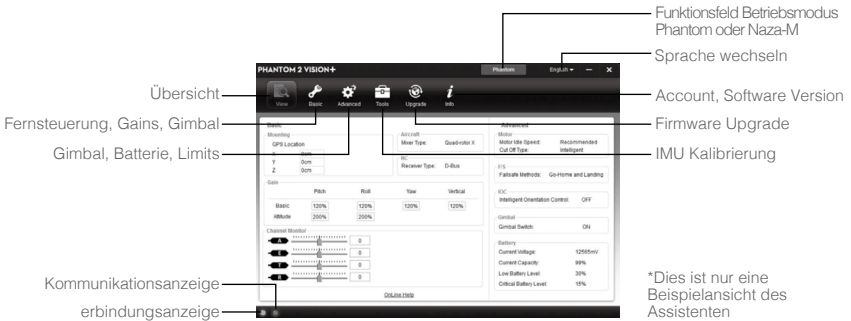 Funktionsfeld Betriebsmodus
Phantom oder Naza-M
Sprache wechseln
PHANTOM 2 VISION+
Phantom
English
Übersicht
View
Basic
Advanced
Tools
Upgrade
Info
Account, Software Version
Fernsteuerung, Gains, Gimbal
Firmware Upgrade
Gimbal, Batterie, Limits
IMU Kalibrierung
Basic
Mounting
GPS Location
X 0cm
Y 0cm
Z 0cm
Aircraft
Mixer Type: Quad-rotor X
RC
Receiver Type: D-Bus
Gain
Pitch Roll Yaw Vertical
Basic 120% 120% 120% 120%
Attitude 200% 200%
Channel Monitor
A 0
E 0
T 0
R 0
Advanced
Motor
Motor Idle Speed: Recommended
Cut Off Type: Intelligent
F/S
Failsafe Methods: Go-Home and Landing
IOC
Intelligent Orientation Control: OFF
Gimbal
Gimbal Switch: ON
Battery
Current Voltage: 12595mV
Current Capacity: 99%
Low Battery Level: 30%
Critical Battery Level: 15%
OnLine Help
Kommunikationsanzeige
erbindungsanzeige
*Dies ist nur eine
Beispielansicht des
Assistenten